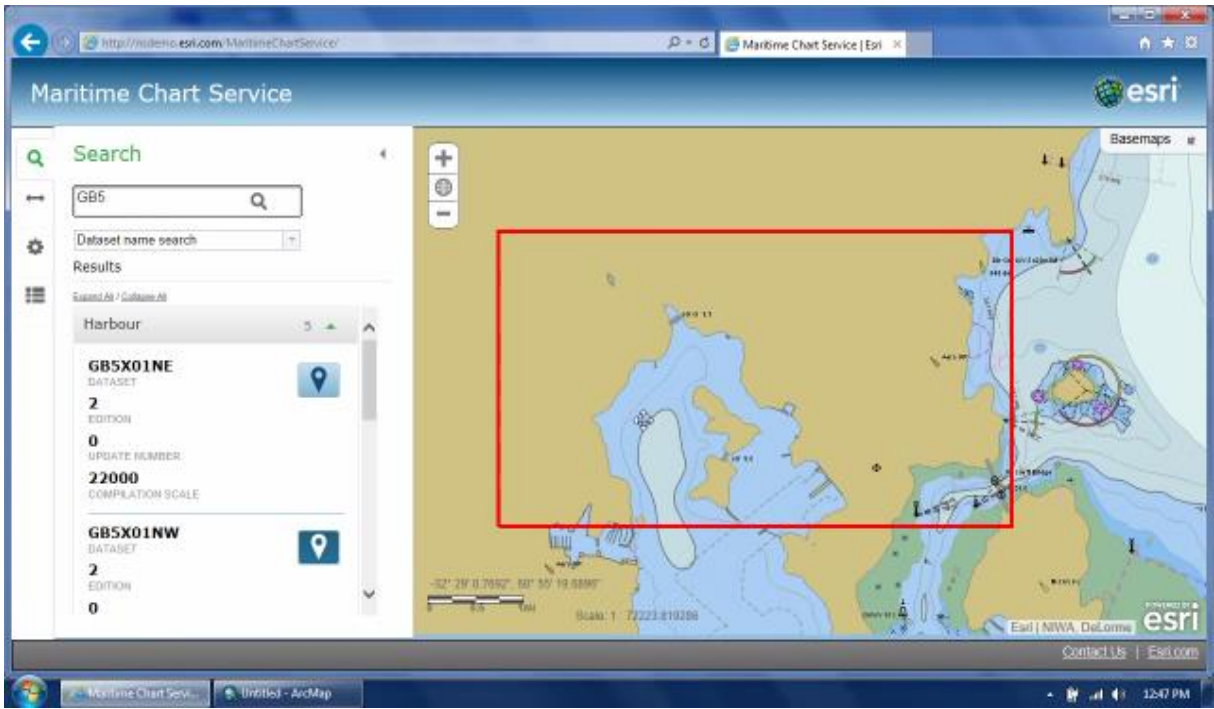 http://nsdemo.esri.com/MaritimeChartService/
Maritime Chart Service | Esri
Maritime Chart Service
esri
Search
GB5
Dataset name search
Results
Expand All / Collapse All
Harbour 5
GB5X01NE
DATASET
2
EDITION
0
UPDATE NUMBER
22000
COMPILATION SCALE
GB5X01NW
DATASET
2
EDITION
0
Basemaps
Scale: 1 :
Esri | NIWA, DeLorme
POWERED BY
esri
Contact Us | Esri.com
Maritime Chart Servi...
Untitled - ArcMap
12:47 PM